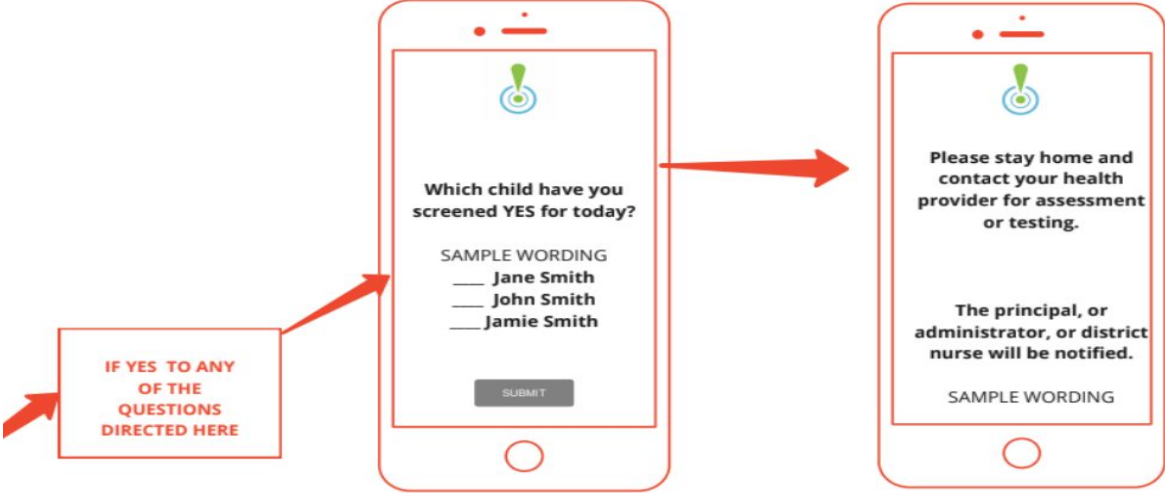 IF YES TO ANY
OF THE
QUESTIONS
DIRECTED HERE
Which child have you
screened YES for today?
SAMPLE WORDING
____ Jane Smith
____ John Smith
____ Jamie Smith
SUBMIT
Please stay home and
contact your health
provider for assessment
or testing.
The principal, or
administrator, or district
nurse will be notified.
SAMPLE WORDING